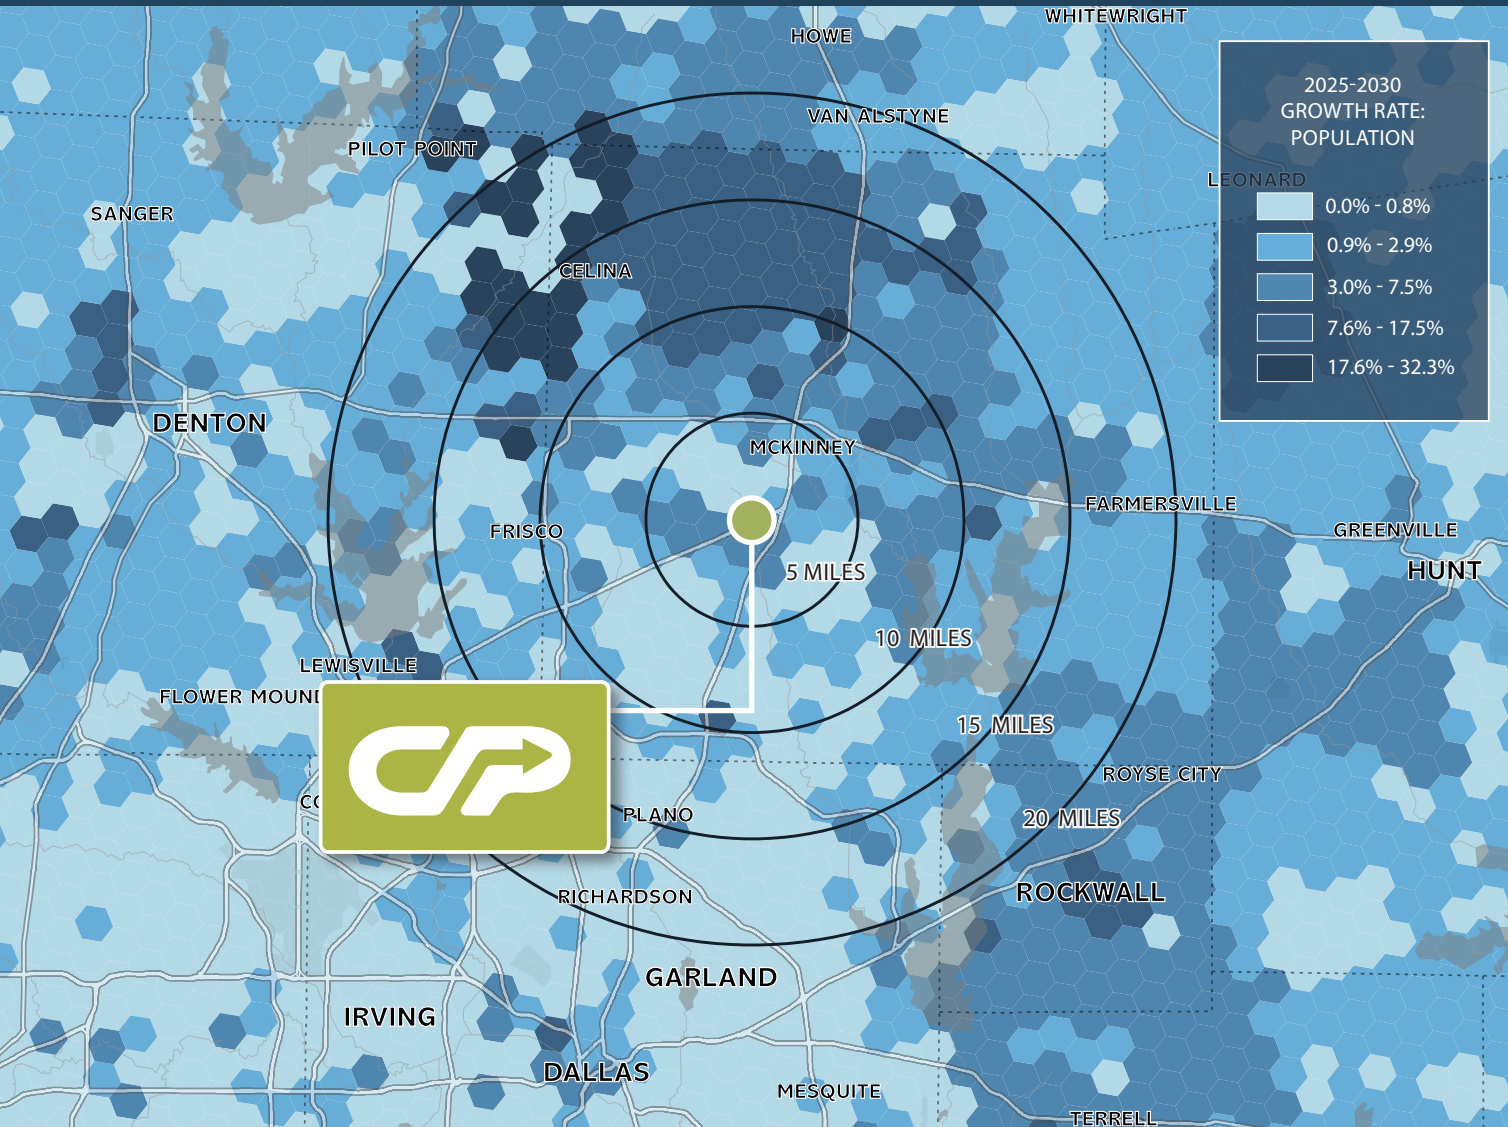 WHITEWRIGHT
HOWE
2025-2030
GROWTH RATE:
POPULATION
VAN ALSTYNE
PILOT POINT
LEONARD
0.0% - 0.8%
SANGER
0.9% - 2.9%
CELINA
3.0% - 7.5%
7.6% - 17.5%
17.6% - 32.3%
DENTON
MCKINNEY
FARMERSVILLE
FRISCO
GREENVILLE
5 MILES
HUNT
10 MILES
LEWISVILLE
FLOWER MOUND
15 MILES
ROYSE CITY
CP
PLANO
20 MILES
ROCKWALL
RICHARDSON
GARLAND
IRVING
DALLAS
MESQUITE
TERRELL